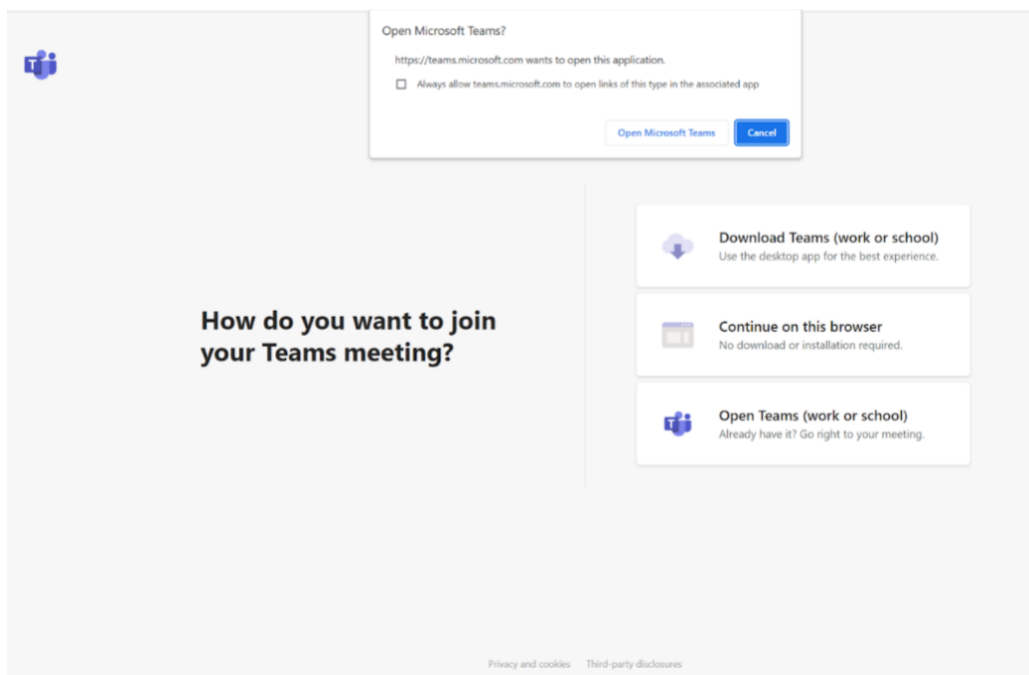 Open Microsoft Teams?
https://teams.microsoft.com wants to open this application.
Always allow teams.microsoft.com to open links of this type in the associated app
Open Microsoft Teams
Cancel
How do you want to join
your Teams meeting?
Download Teams (work or school)
Use the desktop app for the best experience.
Continue on this browser
No download or installation required.
Open Teams (work or school)
Already have it? Go right to your meeting.
Privacy and cookies
Third-party disclosures